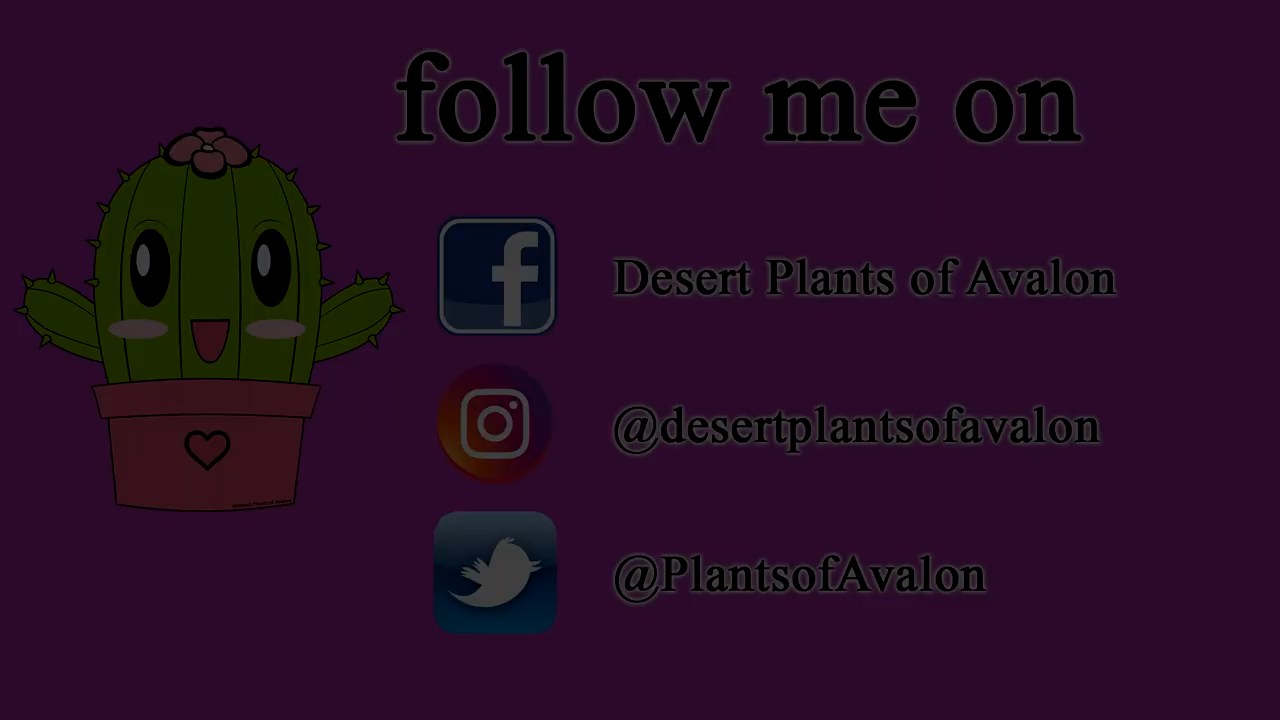 follow me on
Desert Plants of Avalon
@desertplantsofavalon
@PlantsofAvalon